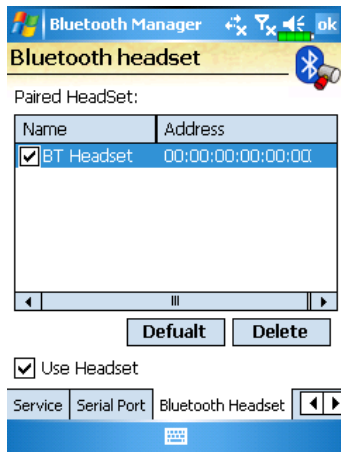 Bluetooth Manager ok
Bluetooth headset
Paired HeadSet:
Name Address
BT Headset 00:00:00:00:00:00
Defualt Delete
Use Headset
Service Serial Port Bluetooth Headset